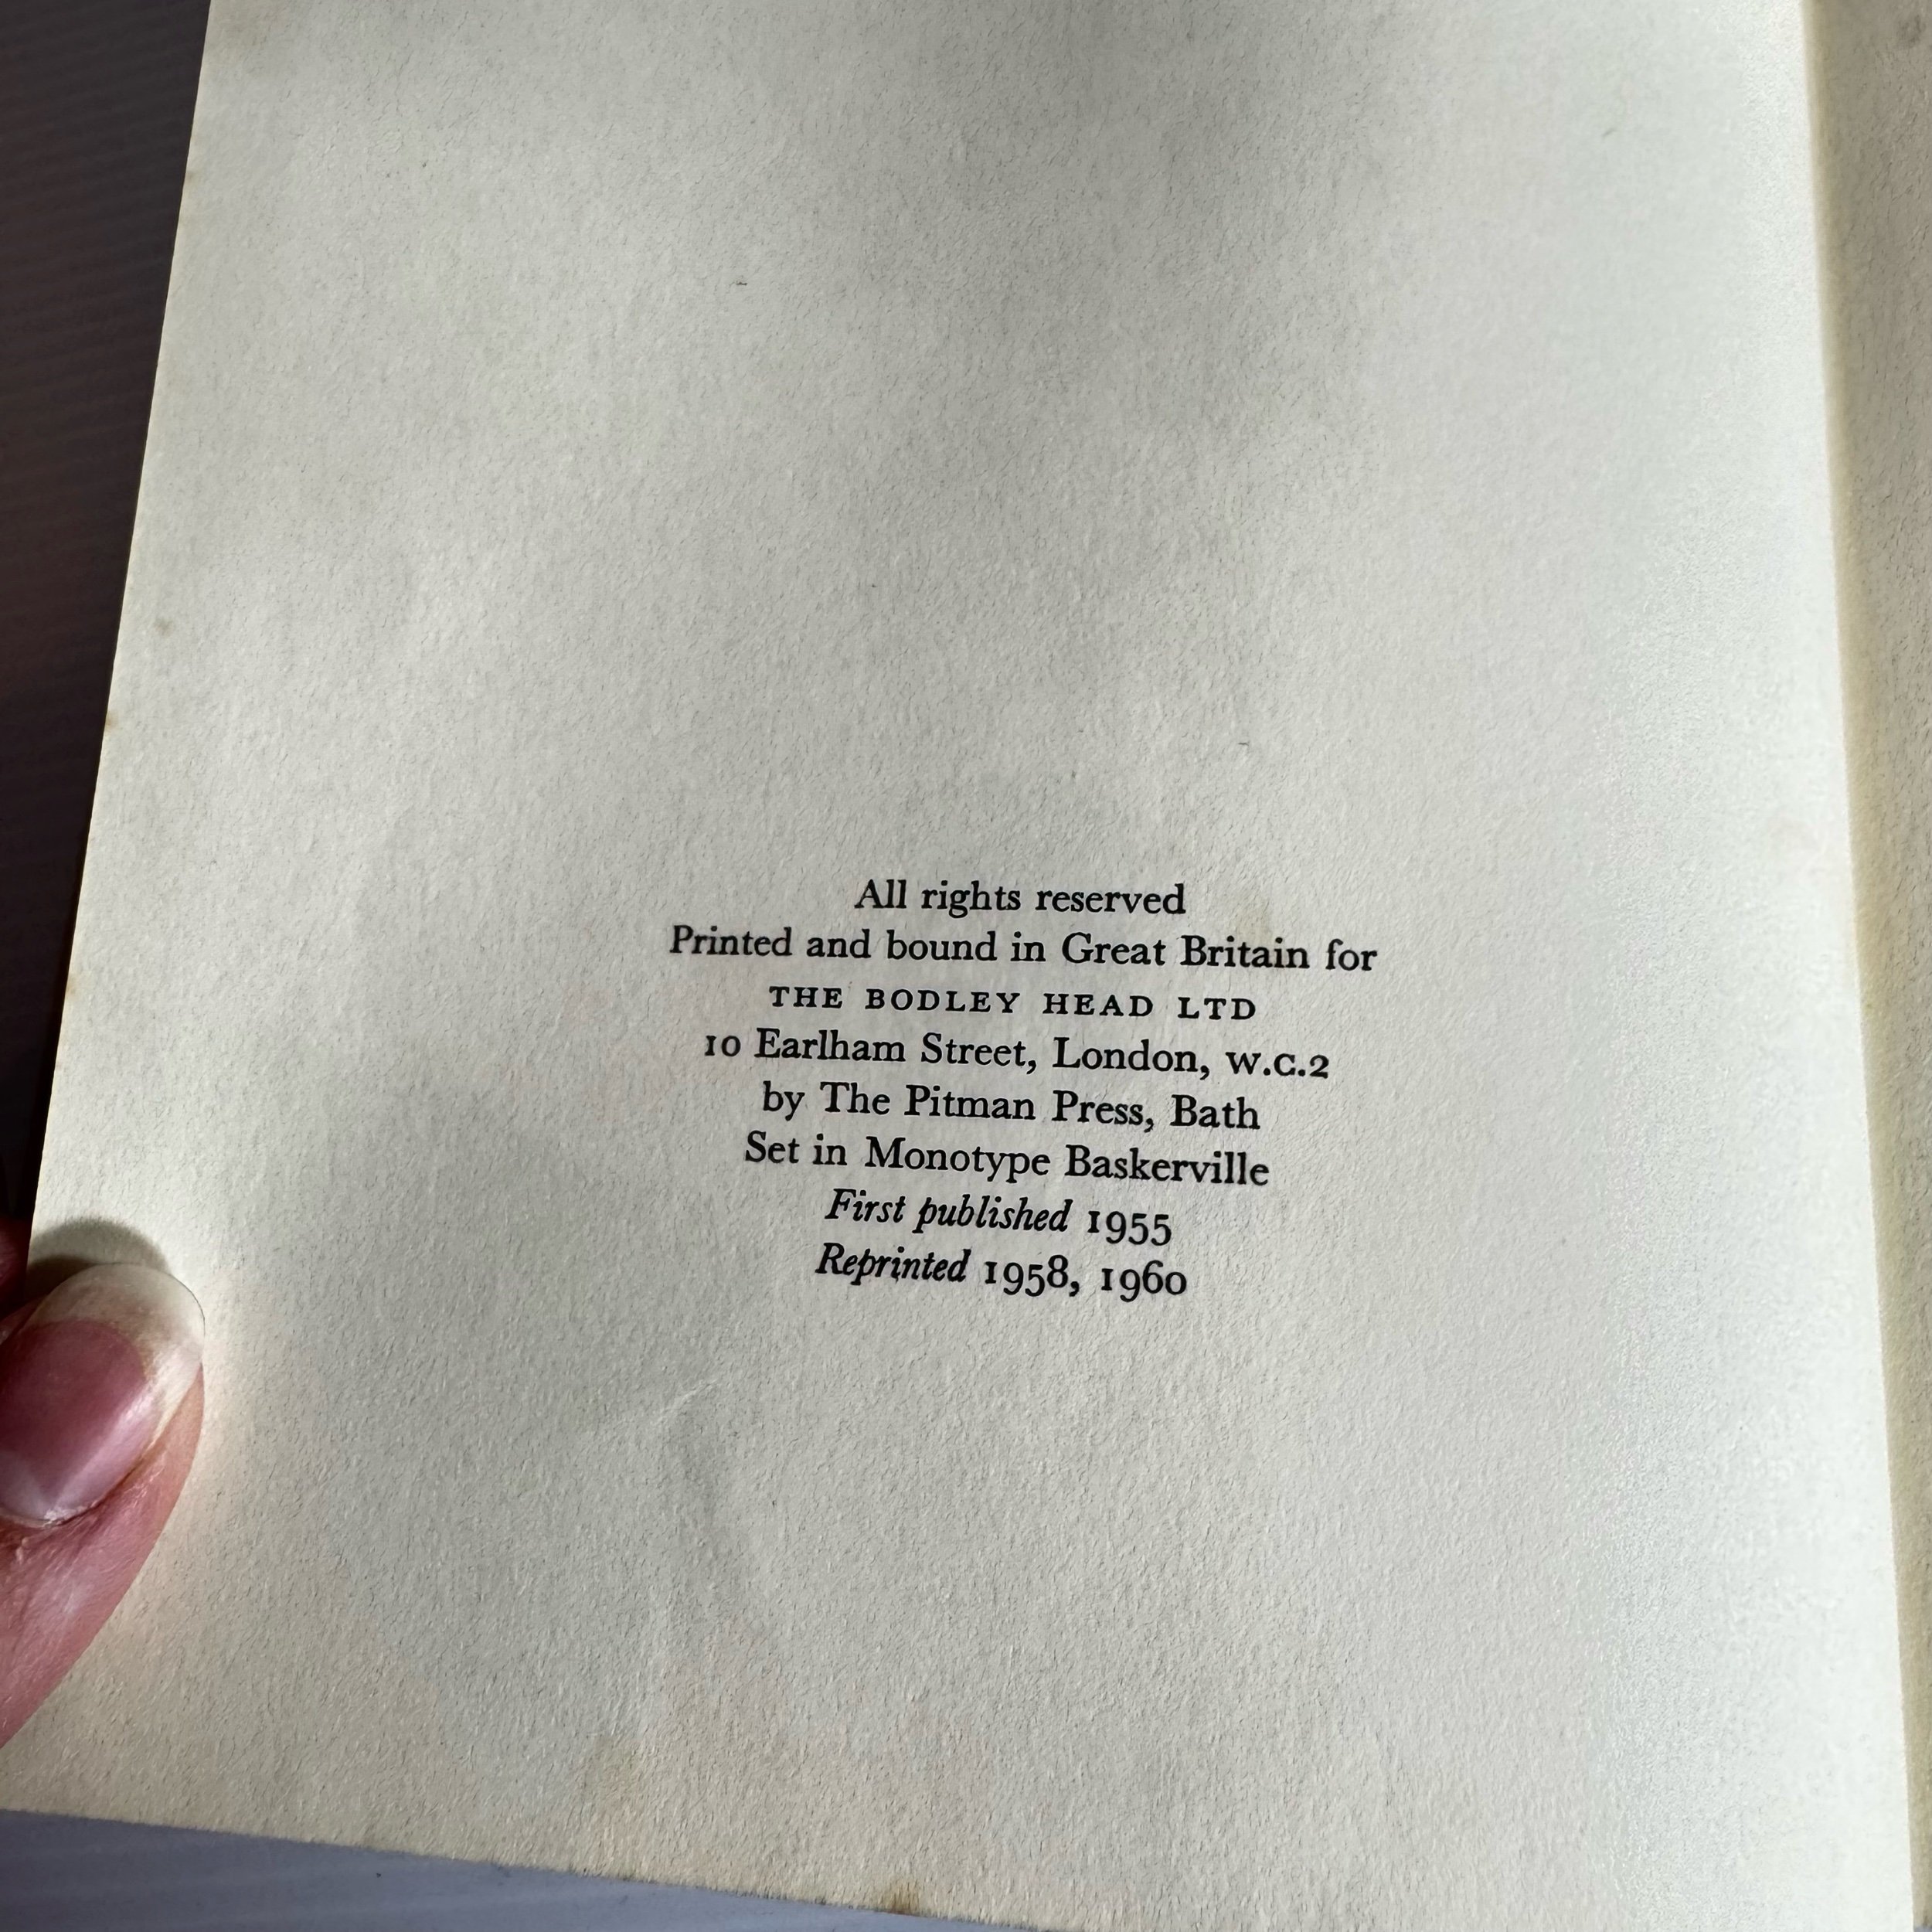 All rights reserved
Printed and bound in Great Britain for
THE BODLEY HEAD LTD
10 Earlham Street, London, W.C.2
by The Pitman Press, Bath
Set in Monotype Baskerville
First published 1955
Reprinted 1958, 1960